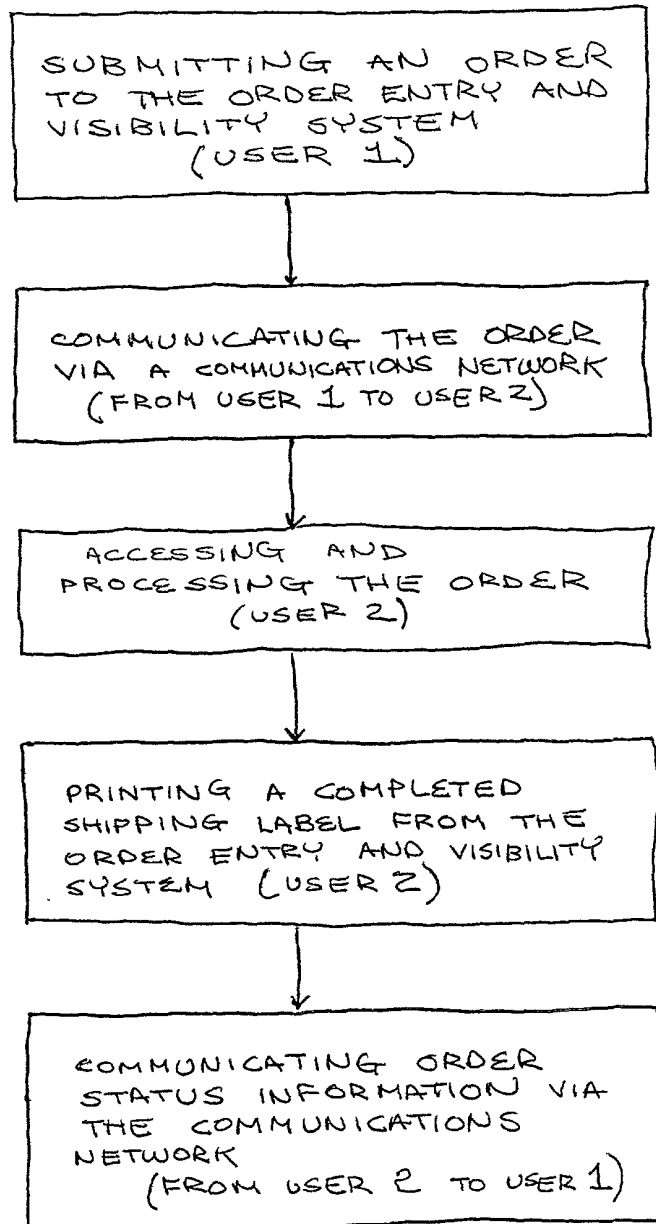 SUBMITTING AN ORDER
TO THE ORDER ENTRY AND
VISIBILITY SYSTEM
(USER 1)
COMMUNICATING THE ORDER
VIA A COMMUNICATIONS NETWORK
(FROM USER 1 TO USER 2)
ACCESSING AND
PROCESSING THE ORDER
(USER 2)
PRINTING A COMPLETED
SHIPPING LABEL FROM THE
ORDER ENTRY AND VISIBILITY
SYSTEM (USER 2)
COMMUNICATING ORDER
STATUS INFORMATION VIA
THE COMMUNICATIONS
NETWORK
(FROM USER 2 TO USER 1)